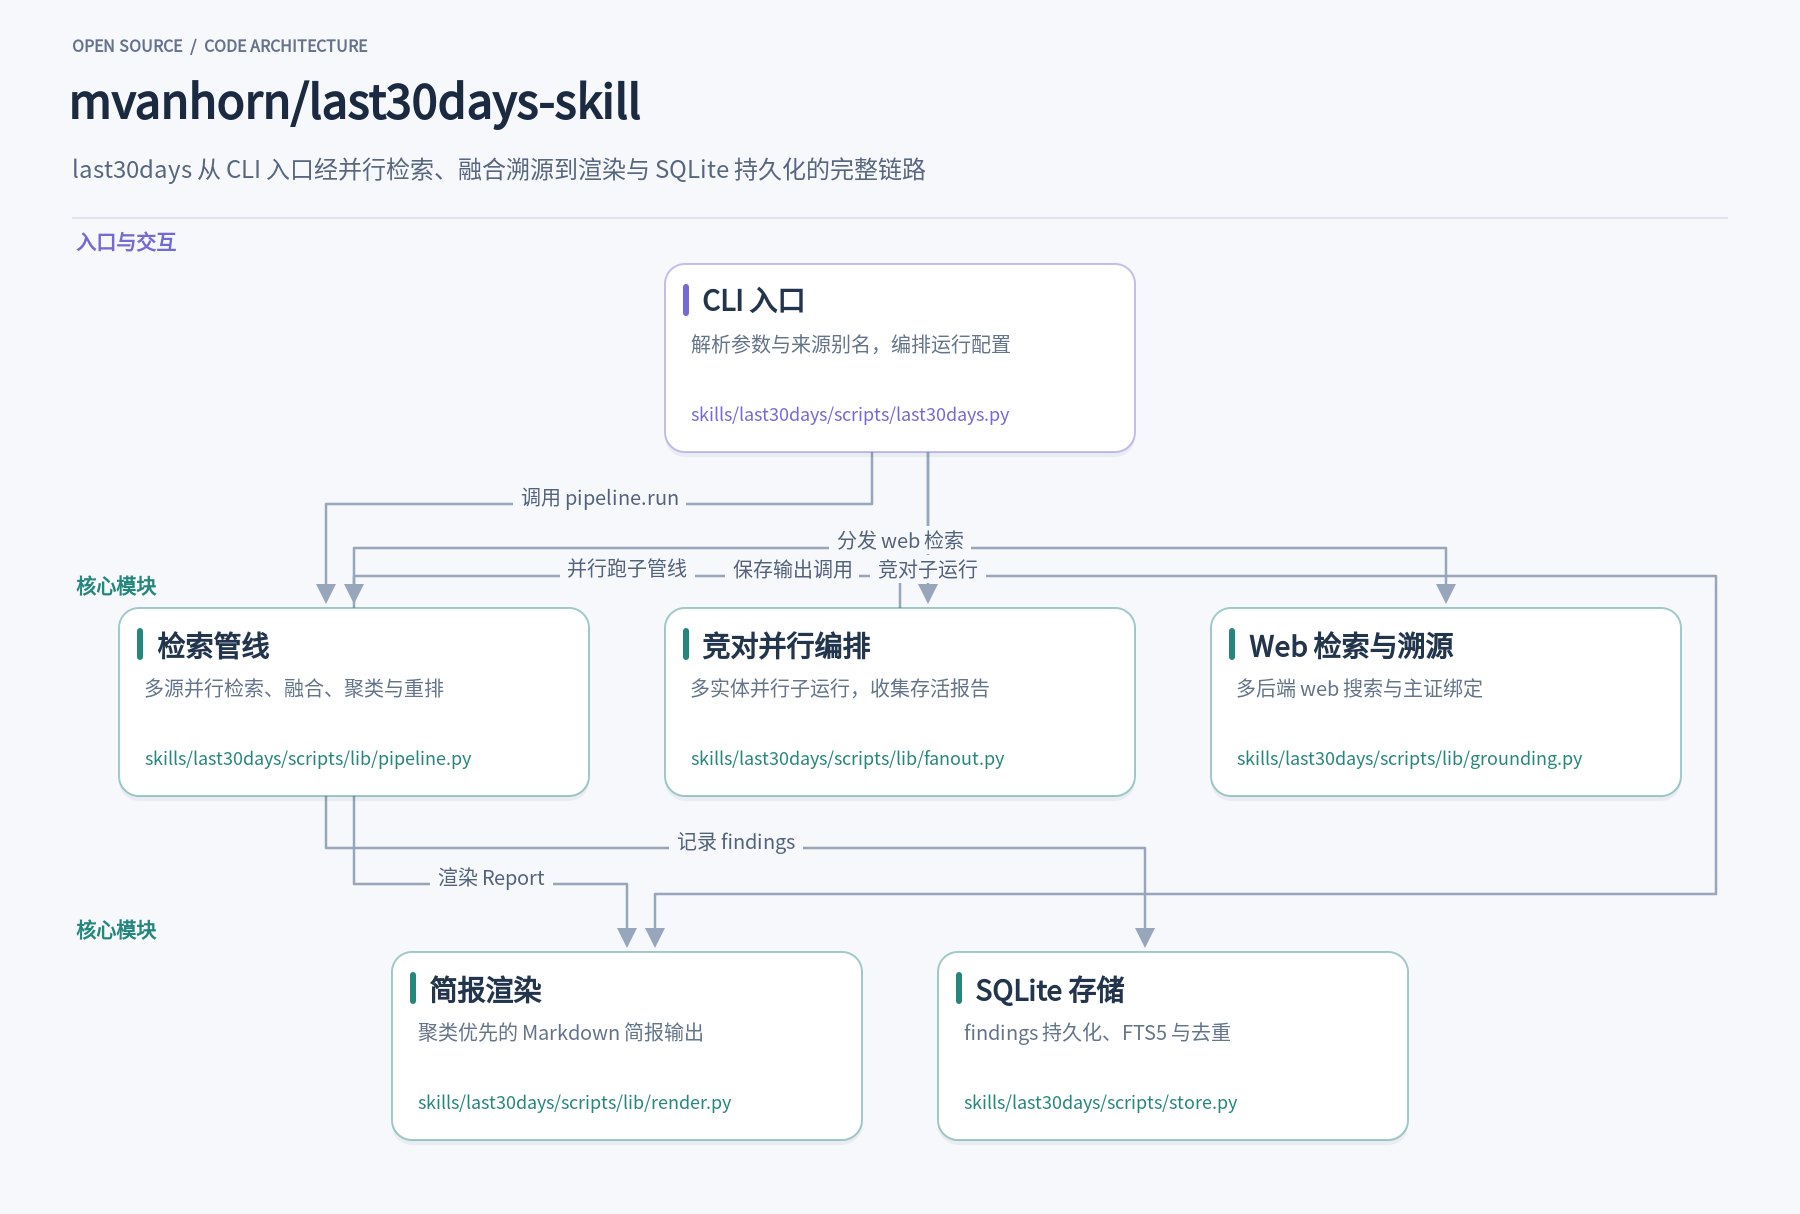 OPEN SOURCE / CODE ARCHITECTURE
mvanhorn/last30days-skill
last30days 从 CLI 入口经并行检索、融合溯源到渲染与 SQLite 持久化的完整链路
入口与交互
CLI 入口
解析参数与来源别名，编排运行配置
skills/last30days/scripts/last30days.py
调用 pipeline.run
分发 web 检索
并行跑子管线
保存输出调用
竞对子运行
核心模块
检索管线
多源并行检索、融合、聚类与重排
skills/last30days/scripts/lib/pipeline.py
竞对并行编排
多实体并行子运行，收集存活报告
skills/last30days/scripts/lib/fanout.py
Web 检索与溯源
多后端 web 搜索与主证绑定
skills/last30days/scripts/lib/grounding.py
记录 findings
渲染 Report
核心模块
简报渲染
聚类优先的 Markdown 简报输出
skills/last30days/scripts/lib/render.py
SQLite 存储
findings 持久化、FTS5 与去重
skills/last30days/scripts/store.py